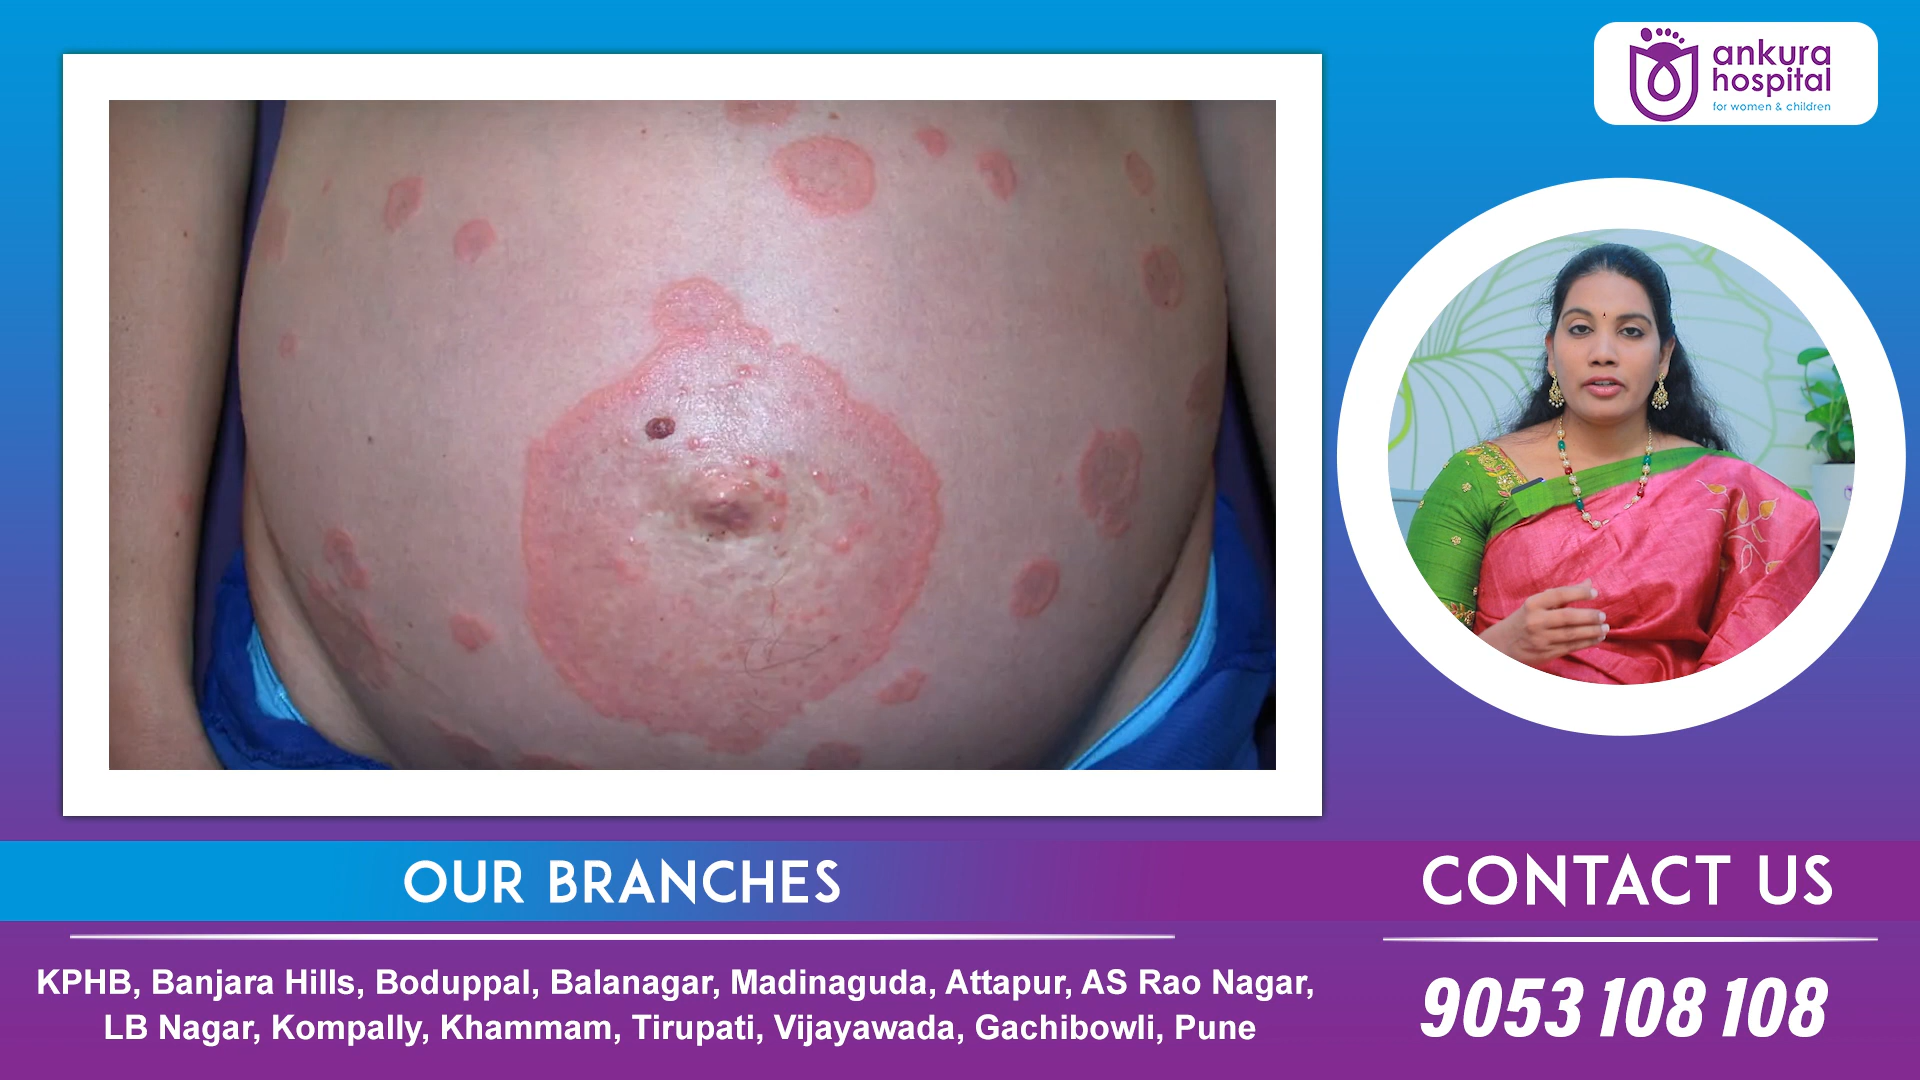 ankura
hospital
for women & children
OUR BRANCHES
CONTACT US
KPHB, Banjara Hills, Boduppal, Balanagar, Madinaguda, Attapur, AS Rao Nagar,
LB Nagar, Kompally, Khammam, Tirupati, Vijayawada, Gachibowli, Pune
9053 108 108